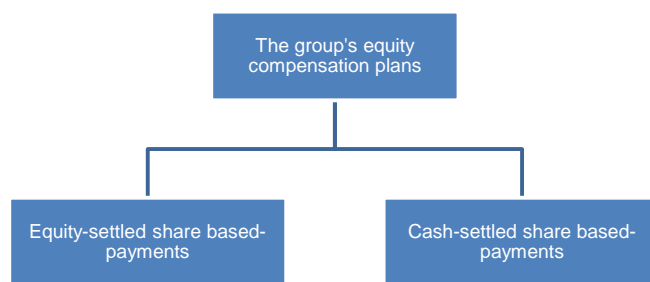 The group's equity
compensation plans
Equity-settled share based-
payments
Cash-settled share based-
payments